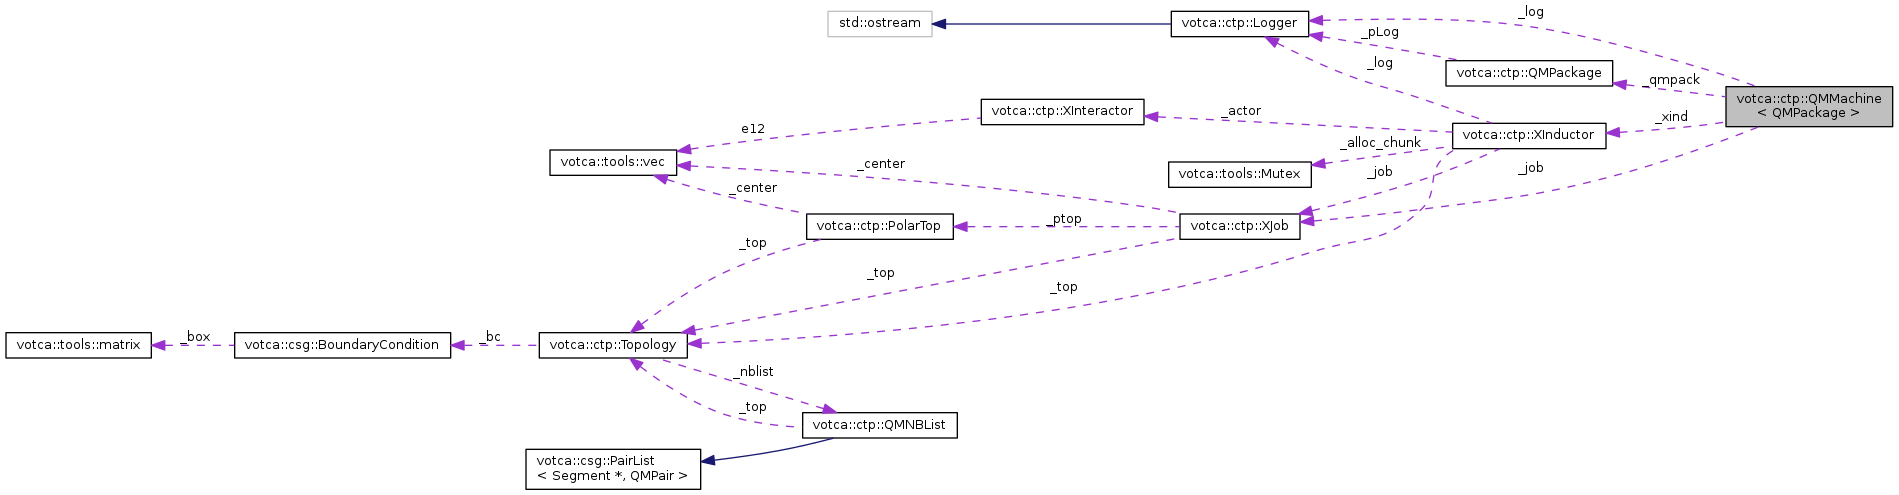 std::ostream
votca::ctp::Logger
_log
_pLog
_log
votca::ctp::QMPackage
_qmpack
votca::ctp::QMMachine
< QMPackage >
votca::ctp::XInteractor
_actor
_xind
e12
votca::ctp::XInductor
_alloc_chunk
votca::tools::vec
_center
votca::tools::Mutex
_job
_job
_center
votca::ctp::PolarTop
_ptop
votca::ctp::XJob
_top
_top
_top
votca::tools::matrix
_box
votca::csg::BoundaryCondition
_bc
votca::ctp::Topology
_nblist
_top
votca::ctp::QMNBList
votca::csg::PairList
< Segment *, QMPair >